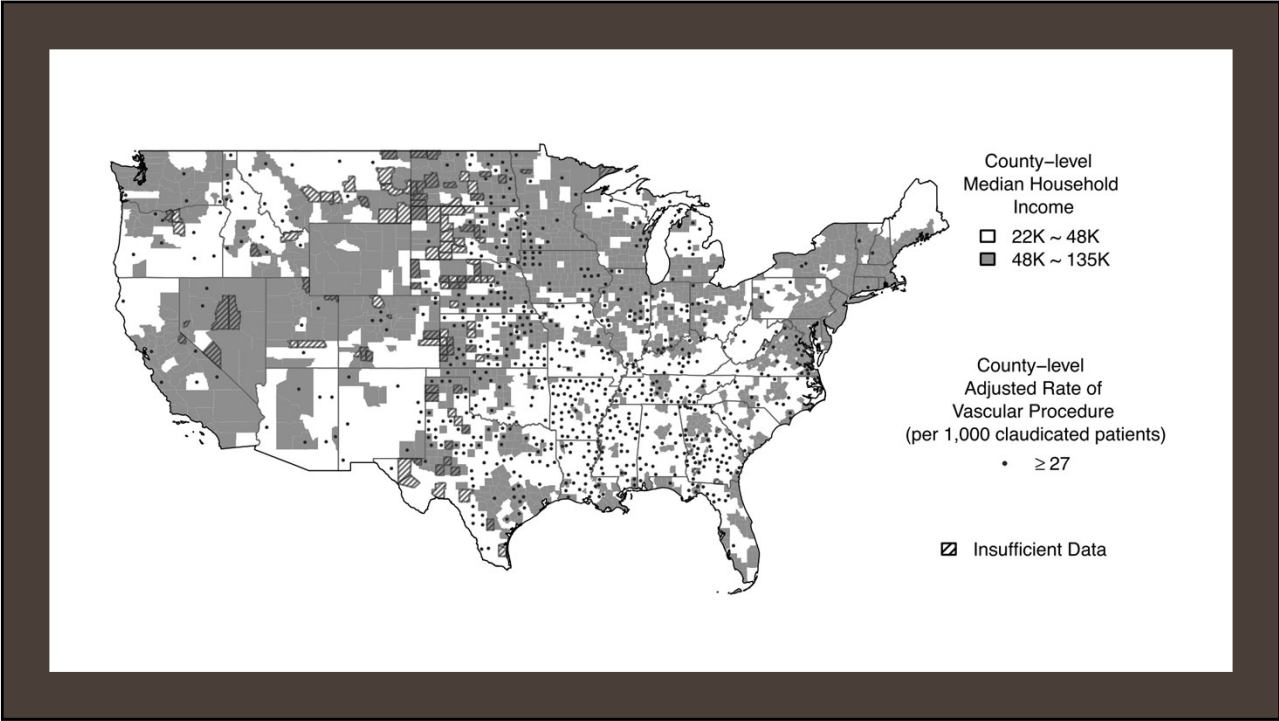 County−level
Median Household
Income
22K ~ 48K
48K ~ 135K
County−level
Adjusted Rate of
Vascular Procedure
(per 1,000 claudicated patients)
≥ 27
Insufficient Data